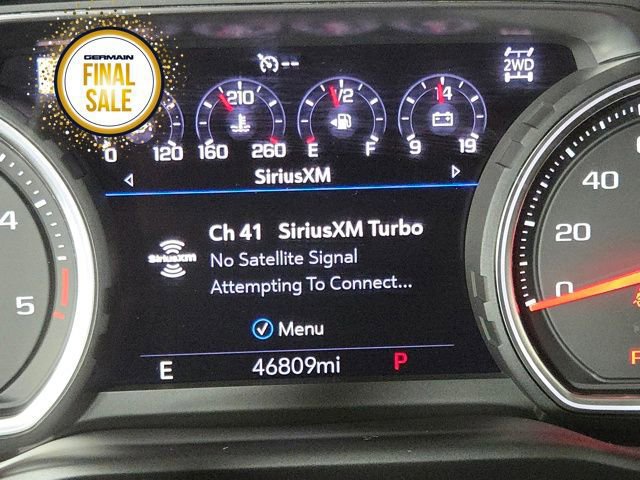 GERMAIN
FINAL
SALE
--
2WD
210
1/2
14
0 120 160 260 E F 9 19
SiriusXM
Ch 41 SiriusXM Turbo
SiriusXM
No Satellite Signal
Attempting To Connect...
Menu
E 46809mi P
4
5
40
20
0